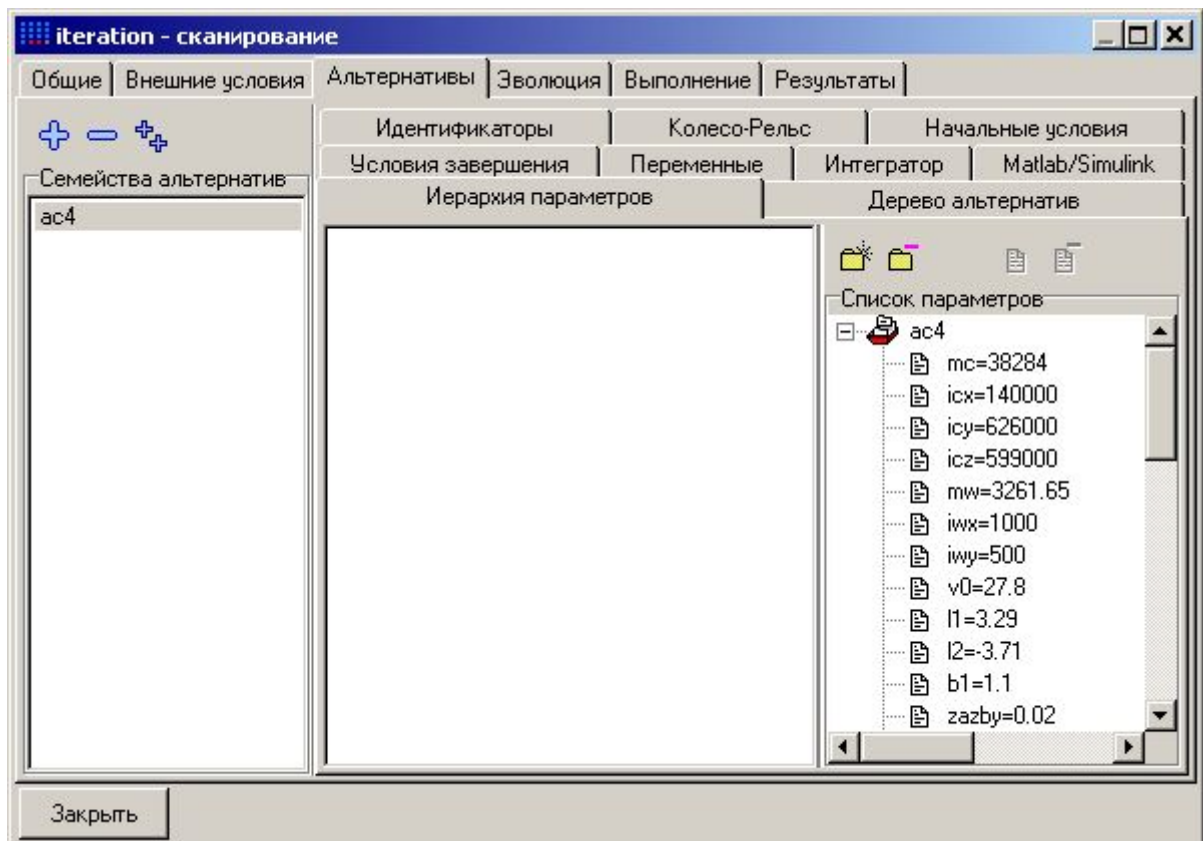 iteration - сканирование
Общие Внешние условия Альтернативы Эволюция Выполнение Результаты
Идентификаторы Колесо-Рельс Начальные условия
Условия завершения Переменные Интегратор Matlab/Simulink
Иерархия параметров Дерево альтернатив
Семейства альтернатив
ac4
Список параметров
ac4
mc=38284
icx=140000
icy=626000
icz=599000
mw=3261.65
iwx=1000
iwy=500
v0=27.8
l1=3.29
l2=-3.71
b1=1.1
zazby=0.02
Закрыть